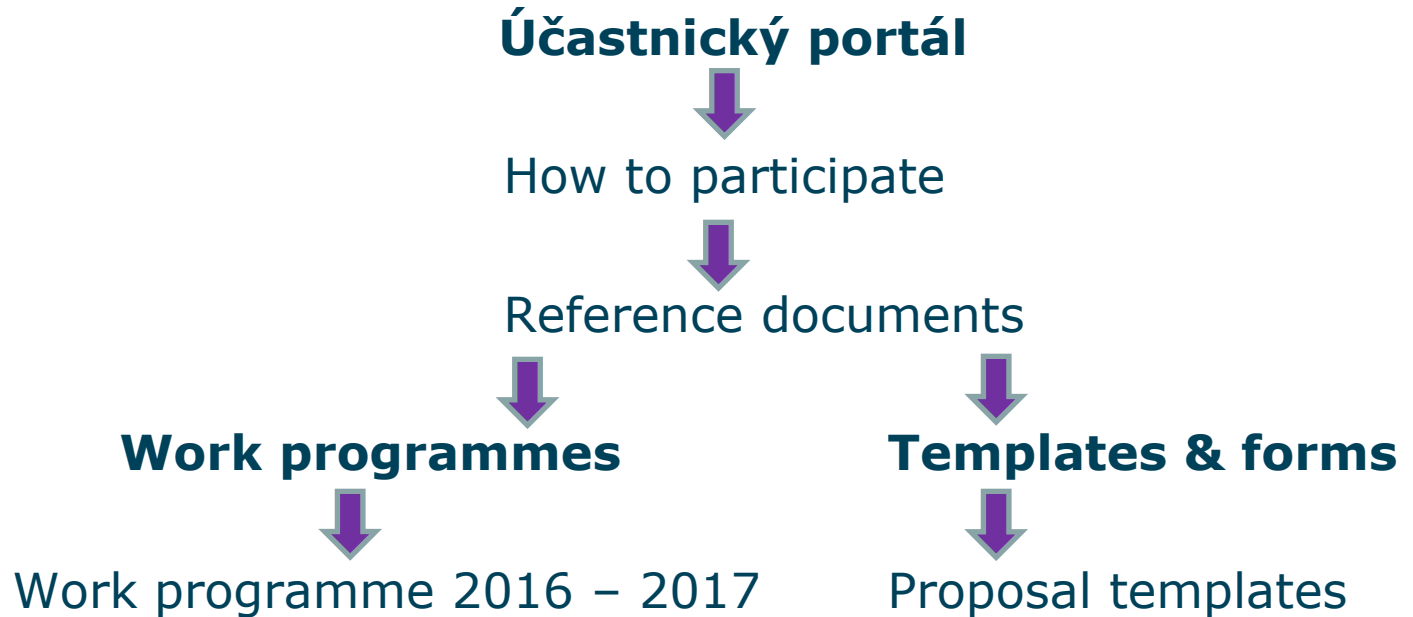 Účastnický portál
How to participate
Reference documents
Work programmes
Templates & forms
Work programme 2016 – 2017
Proposal templates